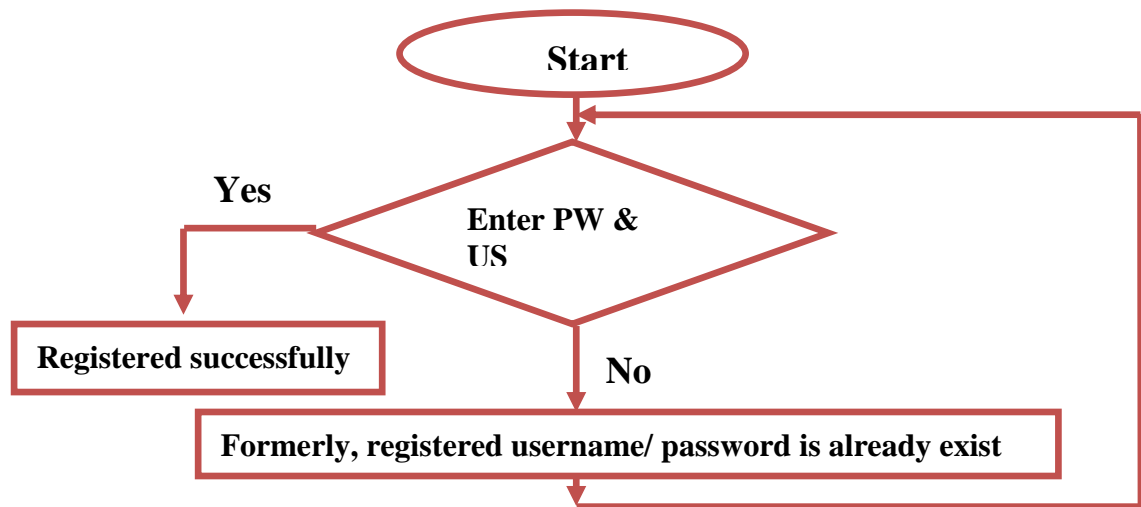 Start
Yes
Enter PW &
US
Registered successfully
No
Formerly, registered username/ password is already exist